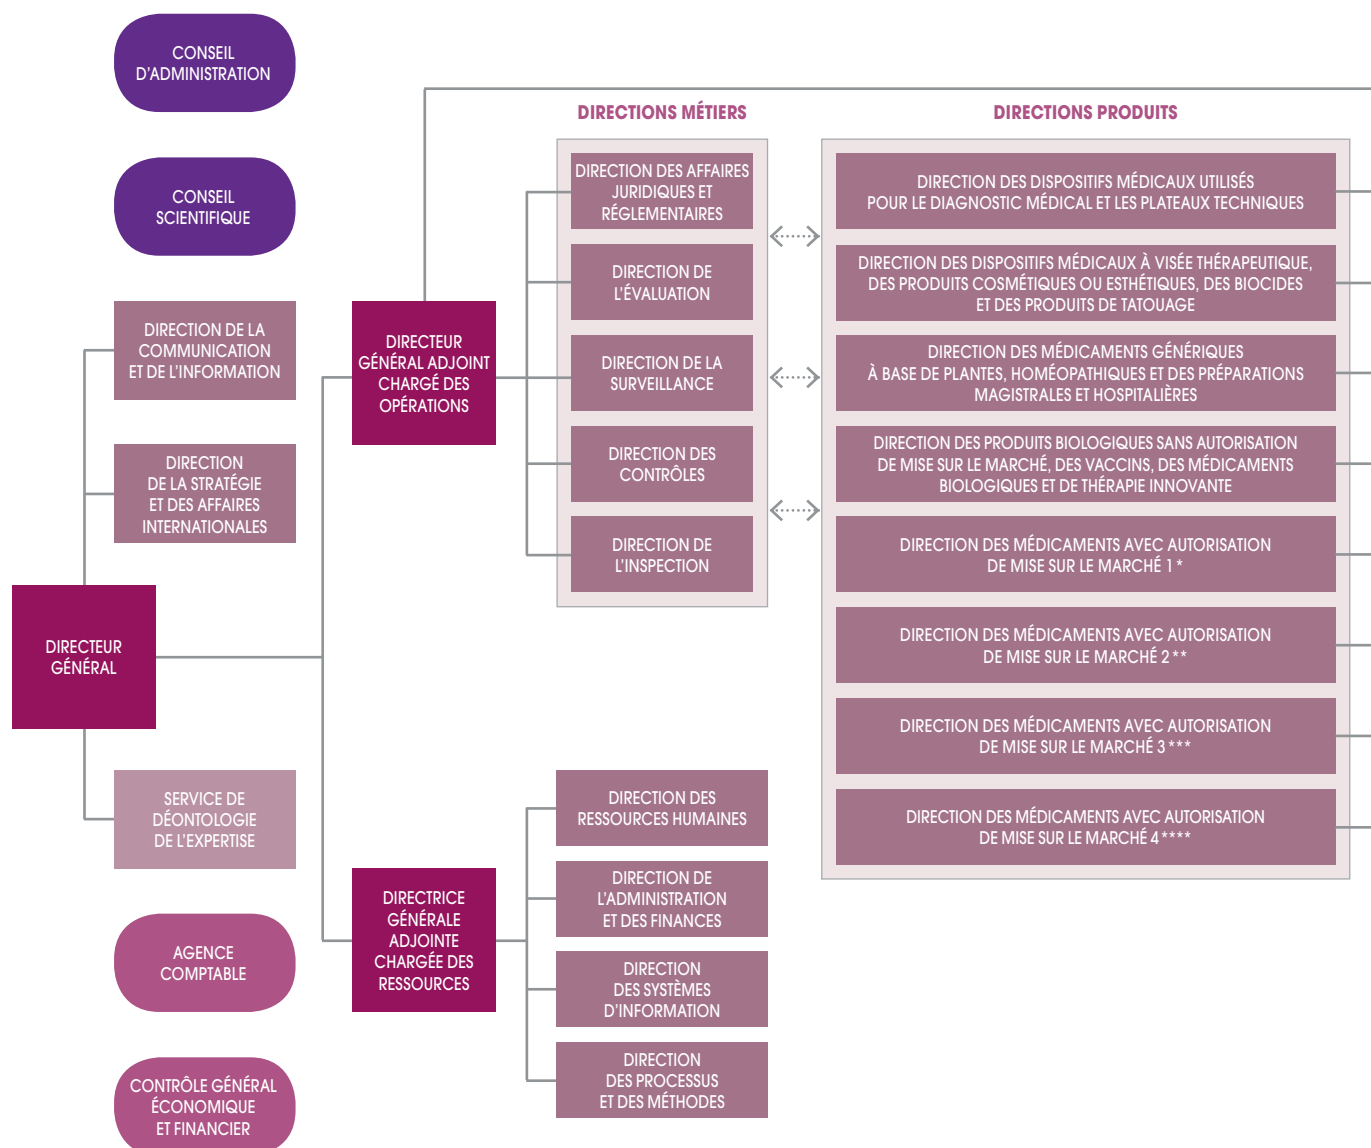 CONSEIL
D'ADMINISTRATION
CONSEIL
SCIENTIFIQUE
DIRECTION DE LA
COMMUNICATION
ET DE L'INFORMATION
DIRECTION
DE LA STRATÉGIE
ET DES AFFAIRES
INTERNATIONALES
DIRECTEUR
GÉNÉRAL
SERVICE DE
DÉONTOLOGIE
DE L'EXPERTISE
AGENCE
COMPTABLE
CONTRÔLE GÉNÉRAL
ÉCONOMIQUE
ET FINANCIER
DIRECTEUR
GÉNÉRAL ADJOINT
CHARGÉ DES
OPÉRATIONS
DIRECTRICE
GÉNÉRALE
ADJOINTE
CHARGÉE DES
RESSOURCES
DIRECTIONS MÉTIERS
DIRECTION DES AFFAIRES
JURIDIQUES ET
RÉGLEMENTAIRES
DIRECTION DE
L'ÉVALUATION
DIRECTION DE LA
SURVEILLANCE
DIRECTION DES
CONTRÔLES
DIRECTION DE
L'INSPECTION
DIRECTION DES
RESSOURCES HUMAINES
DIRECTION DE
L'ADMINISTRATION
ET DES FINANCES
DIRECTION
DES SYSTÈMES
D'INFORMATION
DIRECTION
DES PROCESSUS
ET DES MÉTHODES
DIRECTIONS PRODUITS
DIRECTION DES DISPOSITIFS MÉDICAUX UTILISÉS
POUR LE DIAGNOSTIC MÉDICAL ET LES PLATEAUX TECHNIQUES
DIRECTION DES DISPOSITIFS MÉDICAUX À VISÉE THÉRAPEUTIQUE,
DES PRODUITS COSMÉTIQUES OU ESTHÉTIQUES, DES BIOCIDES
ET DES PRODUITS DE TATOUAGE
DIRECTION DES MÉDICAMENTS GÉNÉRIQUES
À BASE DE PLANTES, HOMÉOPATHIQUES ET DES PRÉPARATIONS
MAGISTRALES ET HOSPITALIÈRES
DIRECTION DES PRODUITS BIOLOGIQUES SANS AUTORISATION
DE MISE SUR LE MARCHÉ, DES VACCINS, DES MÉDICAMENTS
BIOLOGIQUES ET DE THÉRAPIE INNOVANTE
DIRECTION DES MÉDICAMENTS AVEC AUTORISATION
DE MISE SUR LE MARCHÉ 1 *
DIRECTION DES MÉDICAMENTS AVEC AUTORISATION
DE MISE SUR LE MARCHÉ 2 **
DIRECTION DES MÉDICAMENTS AVEC AUTORISATION
DE MISE SUR LE MARCHÉ 3 ***
DIRECTION DES MÉDICAMENTS AVEC AUTORISATION
DE MISE SUR LE MARCHÉ 4 ****